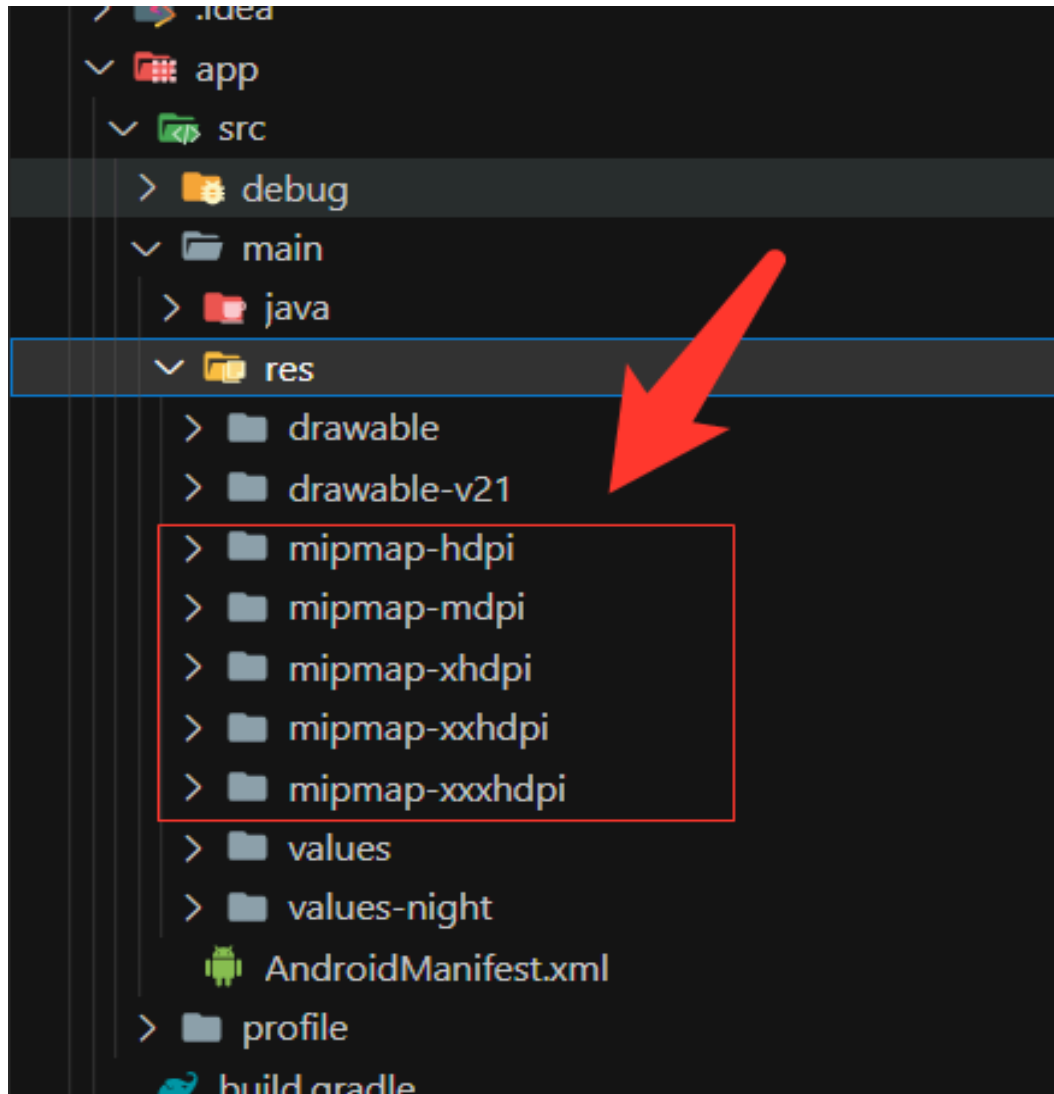 .idea
app
src
debug
main
java
res
drawable
drawable-v21
mipmap-hdpi
mipmap-mdpi
mipmap-xhdpi
mipmap-xxhdpi
mipmap-xxxhdpi
values
values-night
AndroidManifest.xml
profile
build.gradle